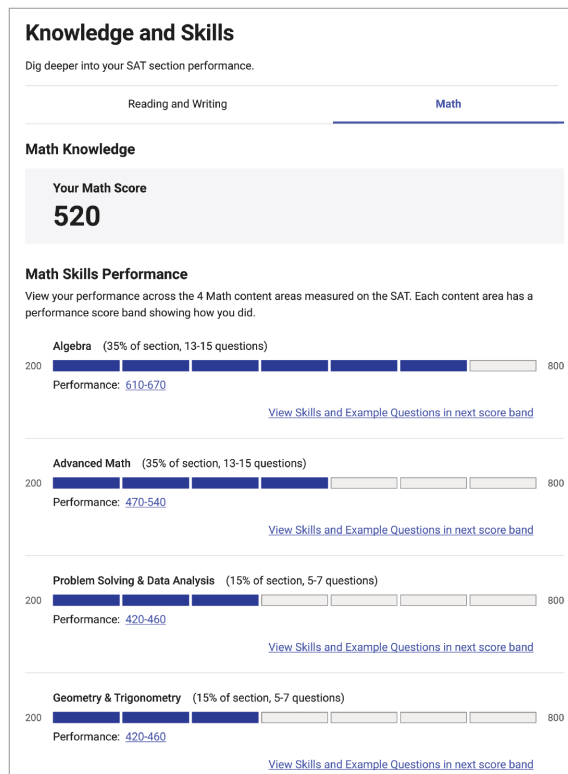 Knowledge and Skills
Dig deeper into your SAT section performance.
Reading and Writing
Math
Math Knowledge
Your Math Score
520
Math Skills Performance
View your performance across the 4 Math content areas measured on the SAT. Each content area has a
performance score band showing how you did.
Algebra (35% of section, 13-15 questions)
200 800
Performance: 610-670
View Skills and Example Questions in next score band
Advanced Math (35% of section, 13-15 questions)
200 800
Performance: 470-540
View Skills and Example Questions in next score band
Problem Solving & Data Analysis (15% of section, 5-7 questions)
200 800
Performance: 420-460
View Skills and Example Questions in next score band
Geometry & Trigonometry (15% of section, 5-7 questions)
200 800
Performance: 420-460
View Skills and Example Questions in next score band